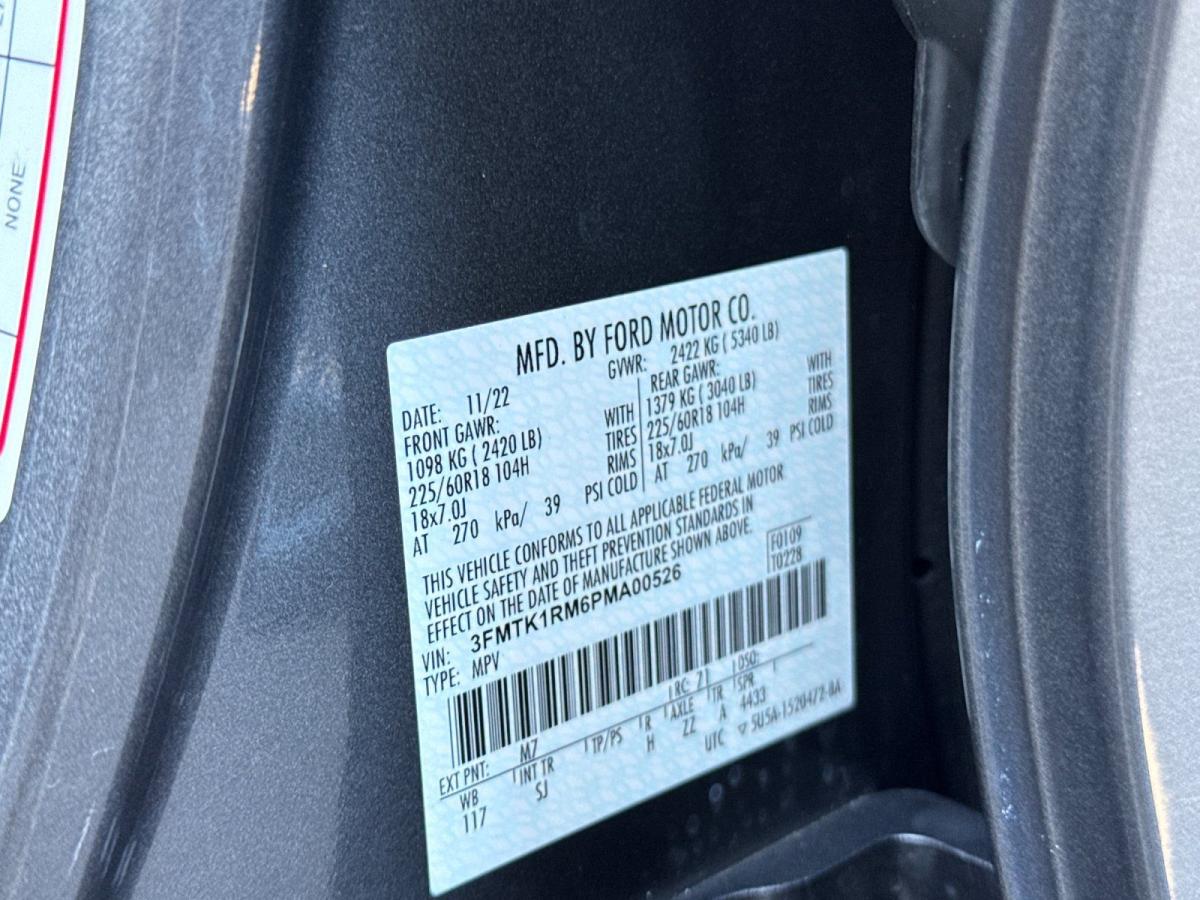 NONE
MFD. BY FORD MOTOR CO.
DATE: 11/22
GVWR: 2422 KG ( 5340 LB)
FRONT GAWR:
1098 KG ( 2420 LB) WITH
225/60R18 104H TIRES
18x7.0J RIMS
AT 270 kPa/ 39 PSI COLD
REAR GAWR:
1379 KG ( 3040 LB) WITH
225/60R18 104H TIRES
18x7.0J RIMS
AT 270 kPa/ 39 PSI COLD
THIS VEHICLE CONFORMS TO ALL APPLICABLE FEDERAL MOTOR
VEHICLE SAFETY AND THEFT PREVENTION STANDARDS IN
EFFECT ON THE DATE OF MANUFACTURE SHOWN ABOVE.
F0109
T0228
VIN: 3FMTK1RM6PMA00526
TYPE: MPV
EXT PNT: M7 RC: 71 DSO:
WB INT TR TP/PS R AXLE TR SPR
117 SJ H ZZ A 4433
UTC ▽ 5U5A-1520472-BA